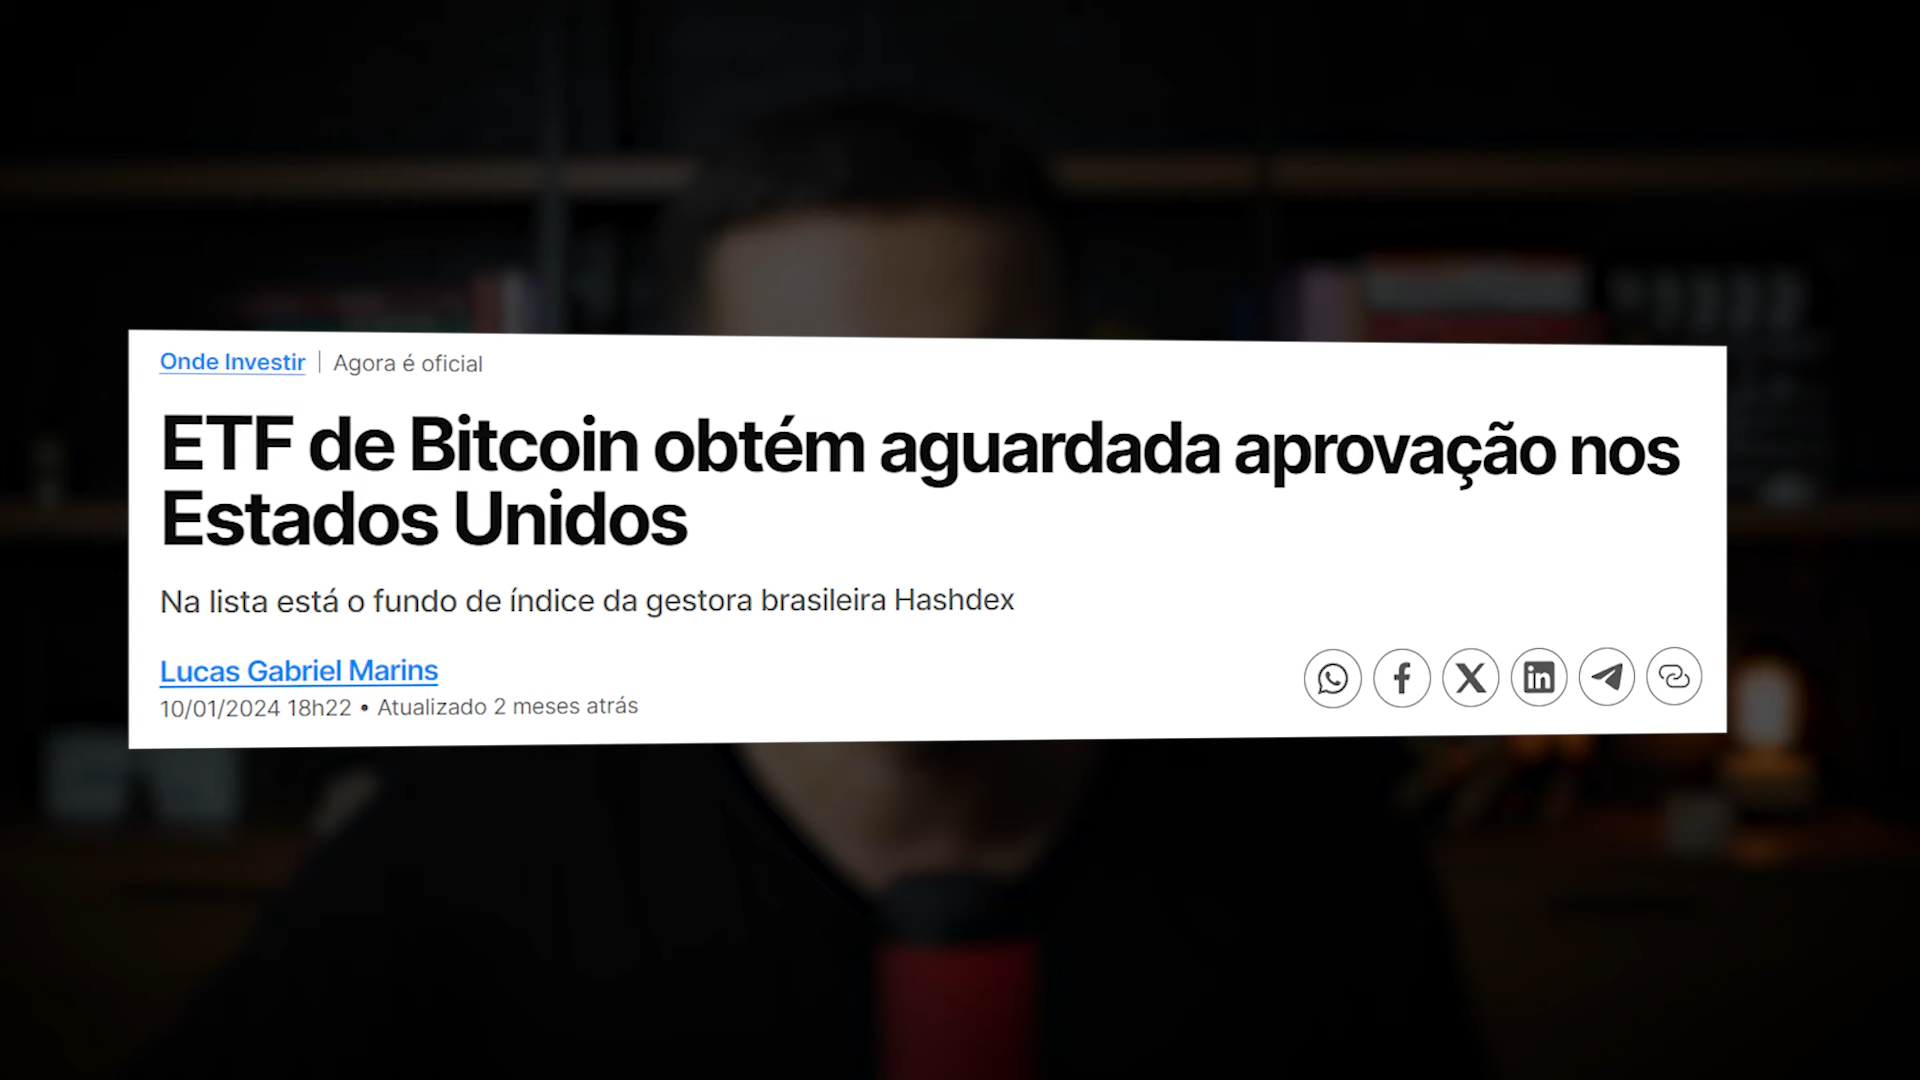 Onde Investir | Agora é oficial
ETF de Bitcoin obtém aguardada aprovação nos
Estados Unidos
Na lista está o fundo de índice da gestora brasileira Hashdex
Lucas Gabriel Marins
10/01/2024 18h22 • Atualizado 2 meses atrás